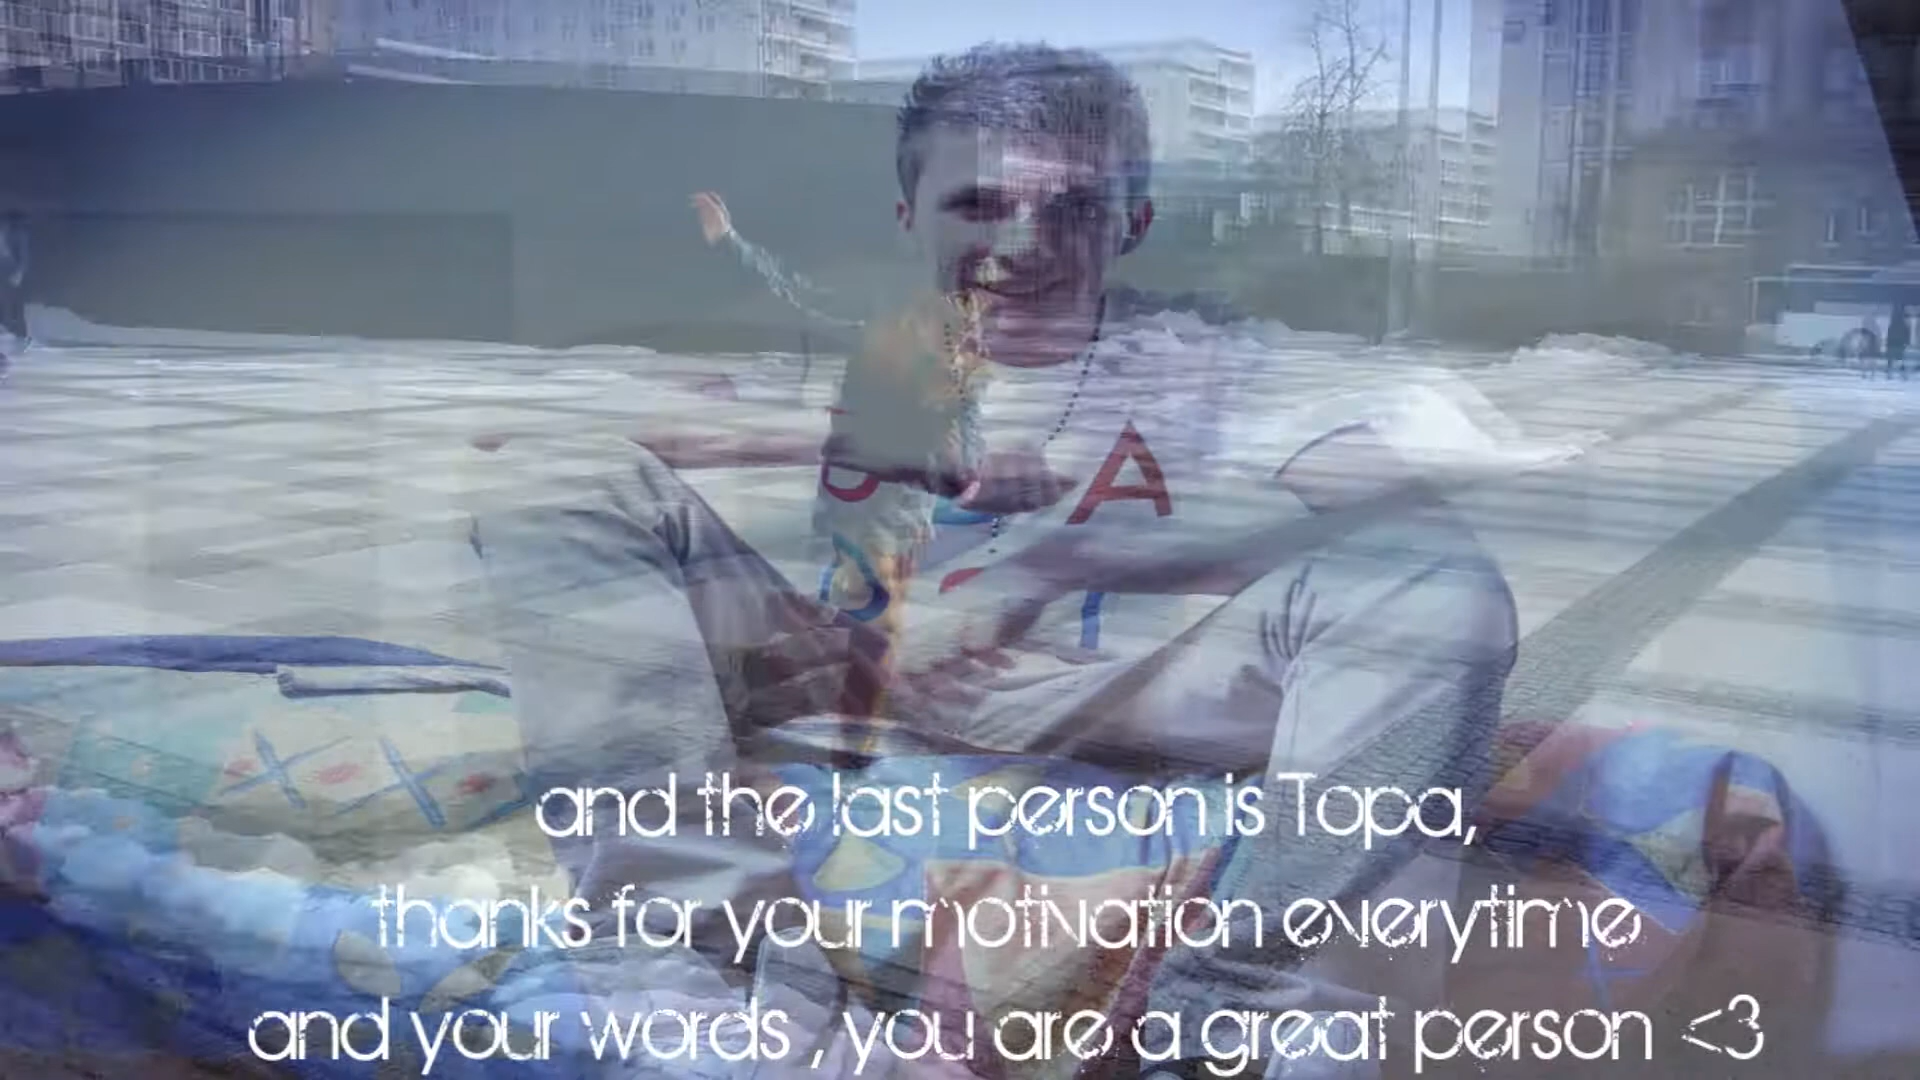 and the last person is Topa,
thanks for your motivation everytime
and your words , you are a great person <3